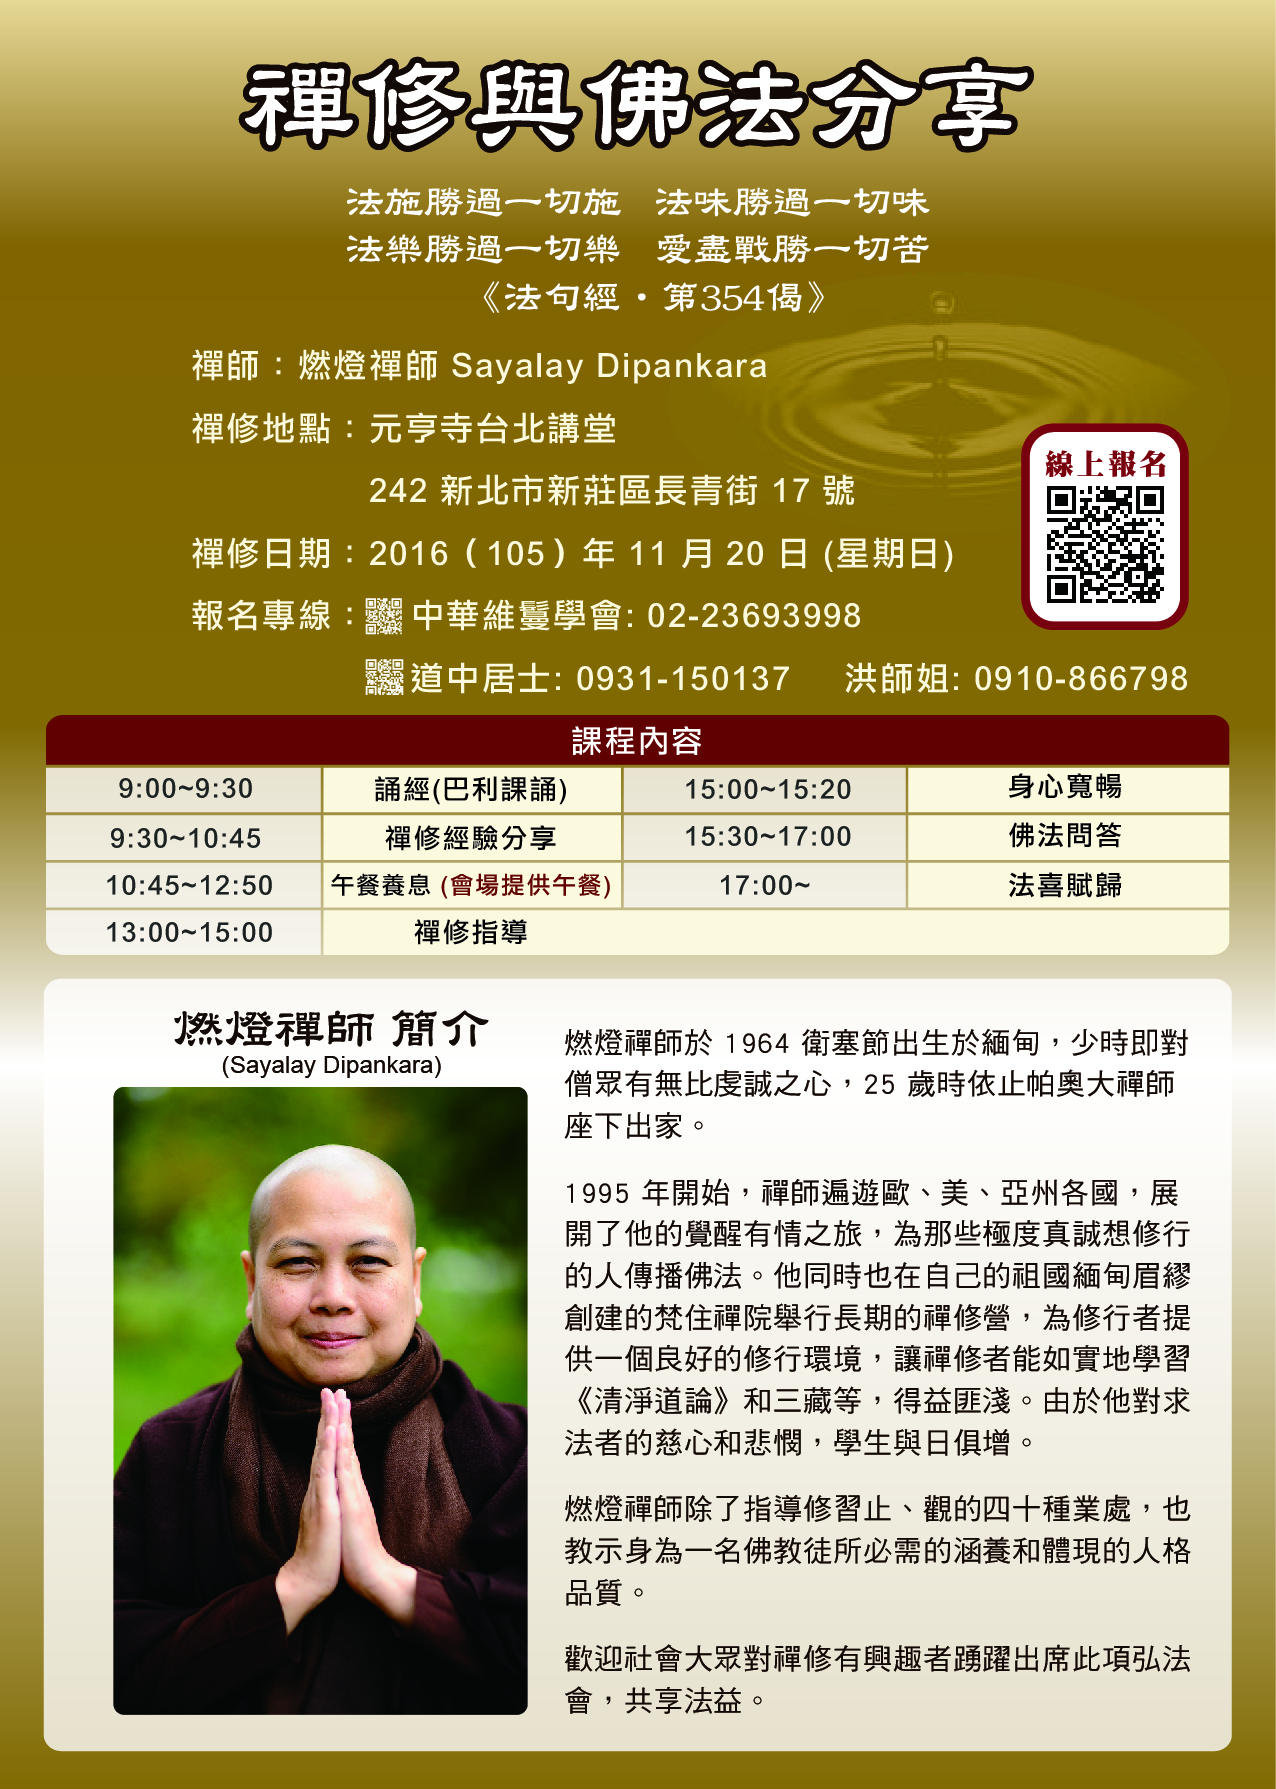 禪修與佛法分享
法施勝過一切施　法味勝過一切味
法樂勝過一切樂　愛盡戰勝一切苦
《法句經・第354偈》
禪師：燃燈禪師 Sayalay Dipankara
禪修地點：元亨寺台北講堂
242 新北市新莊區長青街 17 號
線上報名
禪修日期：2016（105）年 11 月 20 日 (星期日)
報名專線：中華維鬘學會: 02-23693998
道中居士: 0931-150137　洪師姐: 0910-866798
課程內容
9:00~9:30　誦經(巴利課誦)　15:00~15:20　身心寬暢
9:30~10:45　禪修經驗分享　15:30~17:00　佛法問答
10:45~12:50　午餐養息 (會場提供午餐)　17:00~　法喜賦歸
13:00~15:00　禪修指導
燃燈禪師 簡介
(Sayalay Dipankara)
燃燈禪師於 1964 衛塞節出生於緬甸，少時即對
僧眾有無比虔誠之心，25 歲時依止帕奧大禪師
座下出家。
1995 年開始，禪師遍遊歐、美、亞州各國，展
開了他的覺醒有情之旅，為那些極度真誠想修行
的人傳播佛法。他同時也在自己的祖國緬甸眉繆
創建的梵住禪院舉行長期的禪修營，為修行者提
供一個良好的修行環境，讓禪修者能如實地學習
《清淨道論》和三藏等，得益匪淺。由於他對求
法者的慈心和悲憫，學生與日俱增。
燃燈禪師除了指導修習止、觀的四十種業處，也
教示身為一名佛教徒所必需的涵養和體現的人格
品質。
歡迎社會大眾對禪修有興趣者踴躍出席此項弘法
會，共享法益。